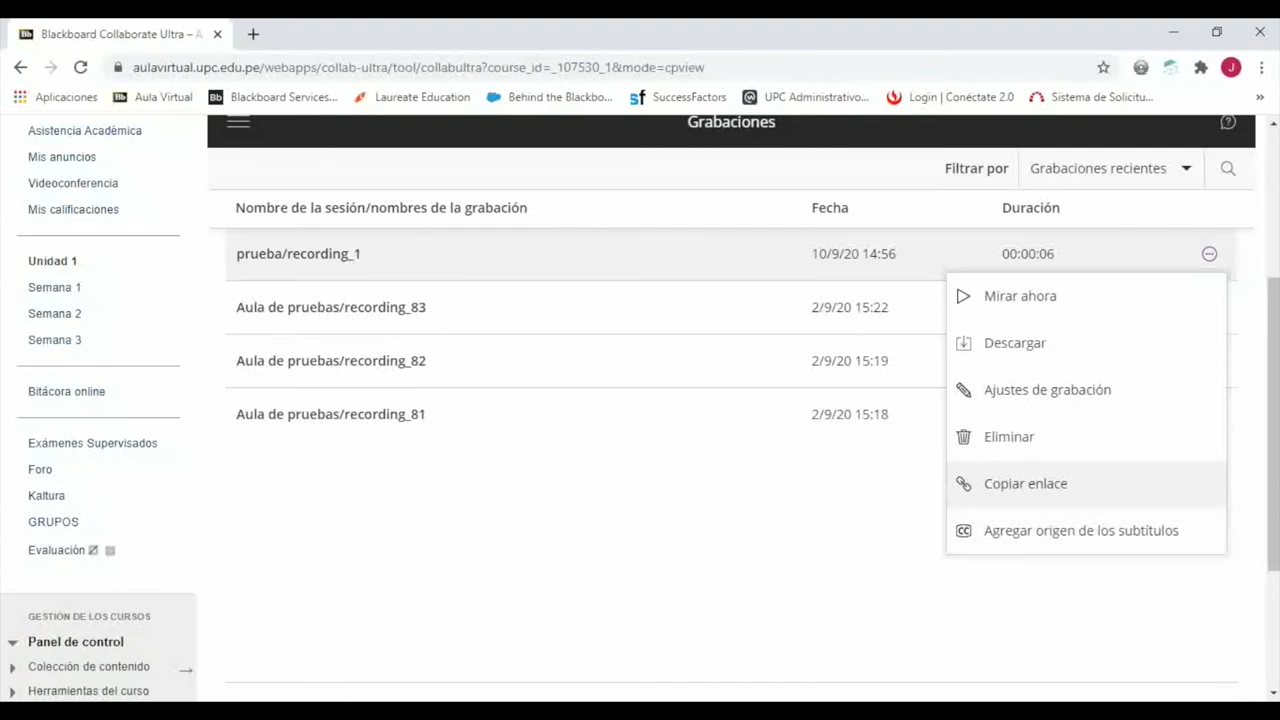 Blackboard Collaborate Ultra – A
aulavirtual.upc.edu.pe/webapps/collab-ultra/tool/collabultra?course_id=_107530_1&mode=cpview
J
Aplicaciones
Bb Aula Virtual
Bb Blackboard Services...
Laureate Education
Behind the Blackbo...
sf SuccessFactors
UPC Administrativo...
Login | Conéctate 2.0
Sistema de Solicitu...
»
Asistencia Académica
Mis anuncios
Videoconferencia
Mis calificaciones
Unidad 1
Semana 1
Semana 2
Semana 3
Bitácora online
Exámenes Supervisados
Foro
Kaltura
GRUPOS
Evaluación
GESTIÓN DE LOS CURSOS
Panel de control
Colección de contenido
Herramientas del curso
Grabaciones
Filtrar por Grabaciones recientes
Nombre de la sesión/nombres de la grabación Fecha Duración
prueba/recording_1 10/9/20 14:56 00:00:06
Aula de pruebas/recording_83 2/9/20 15:22
Aula de pruebas/recording_82 2/9/20 15:19
Aula de pruebas/recording_81 2/9/20 15:18
Mirar ahora
Descargar
Ajustes de grabación
Eliminar
Copiar enlace
CC Agregar origen de los subtítulos